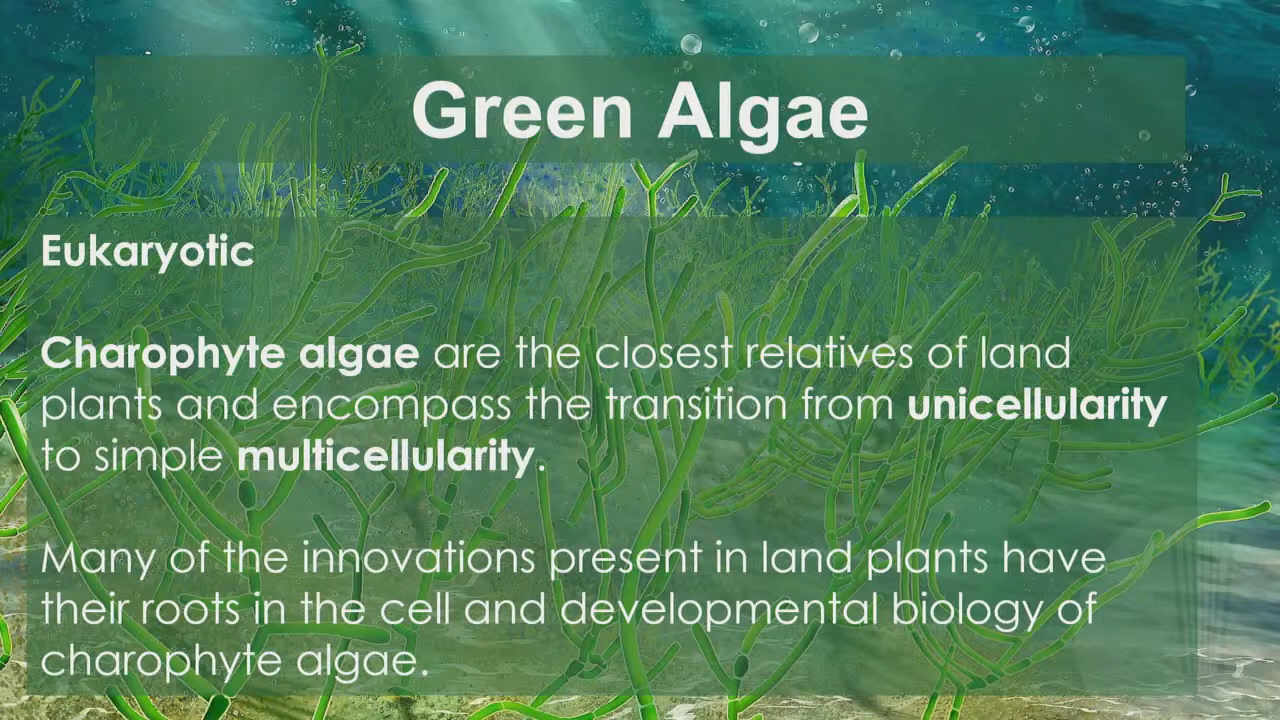 Green Algae
Eukaryotic
Charophyte algae are the closest relatives of land
plants and encompass the transition from unicellularity
to simple multicellularity.
Many of the innovations present in land plants have
their roots in the cell and developmental biology of
charophyte algae.